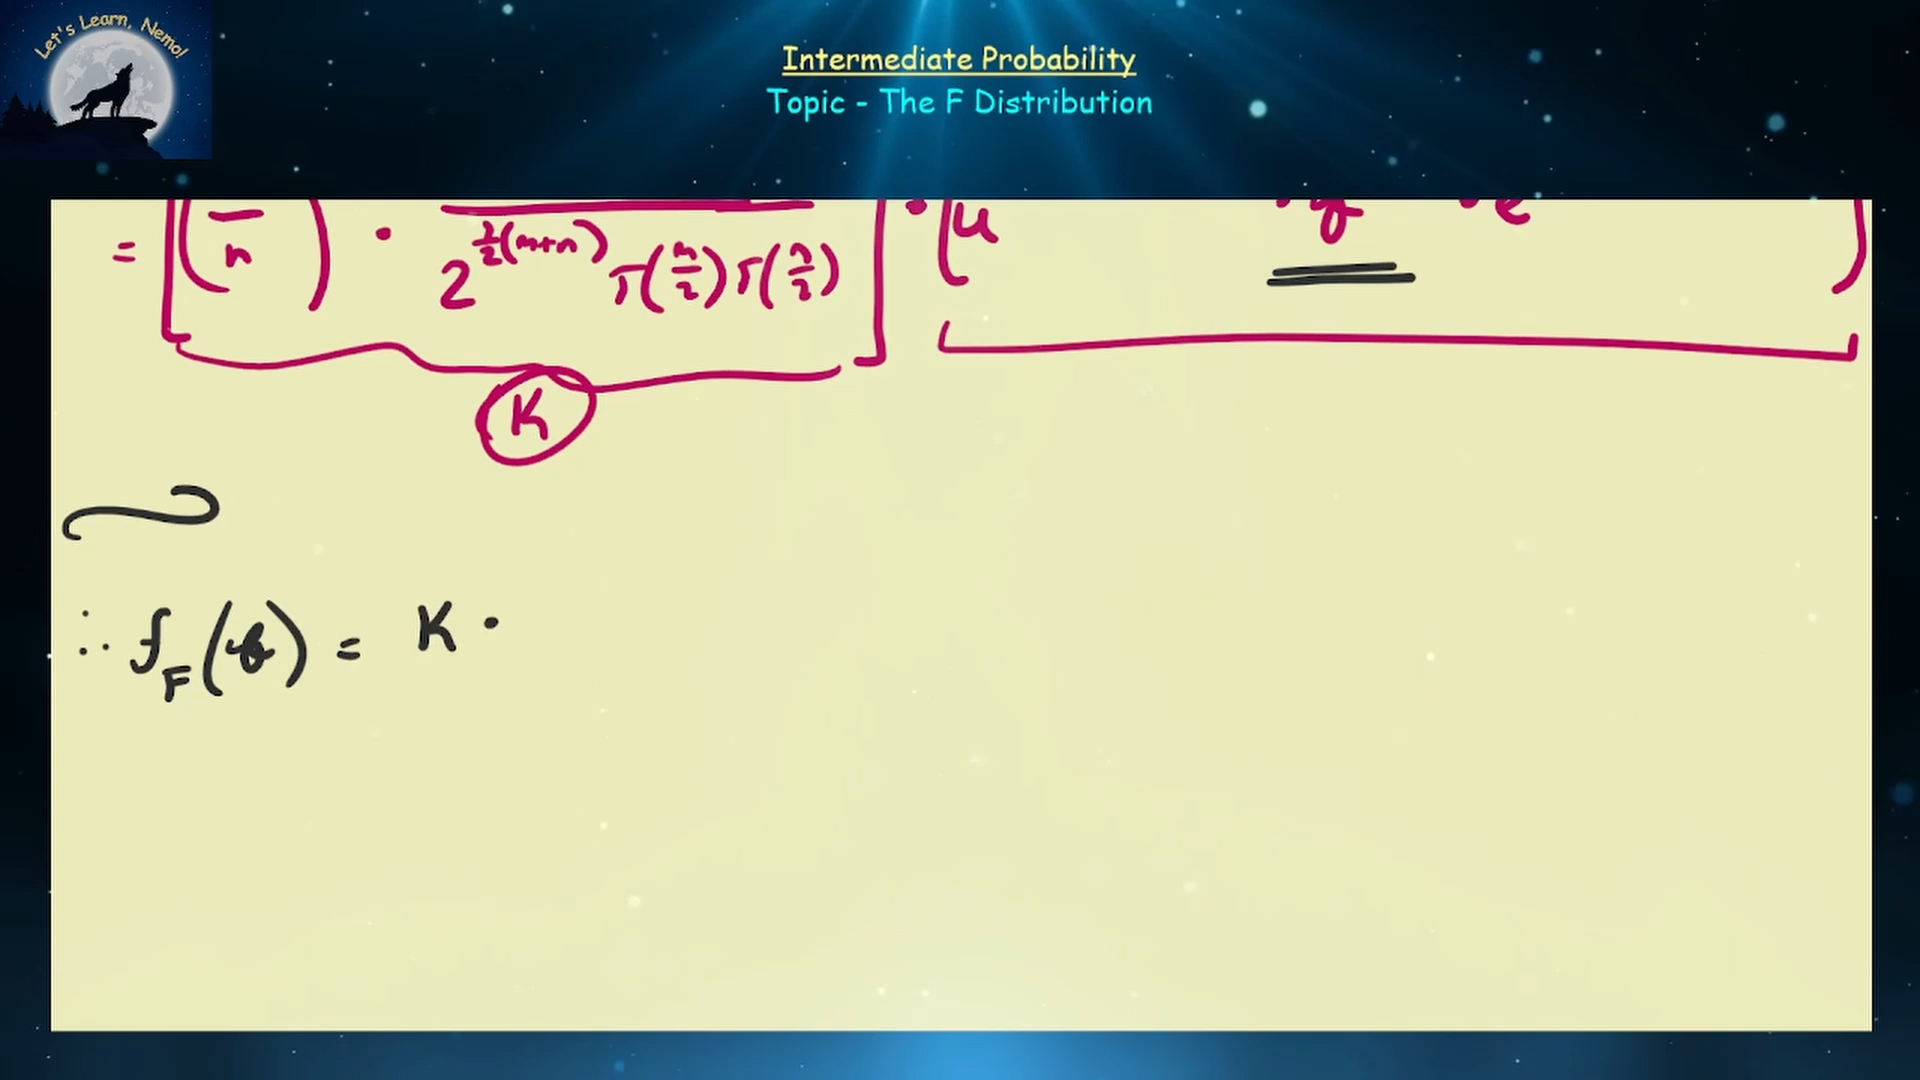 Let's Learn, Nemo!
Intermediate Probability
Topic - The F Distribution
= [( — n ) · 2^{½(m+n)} Γ(m/2) Γ(n/2) ] · ( u · · e )
K
∴ f_F(f) = K ·